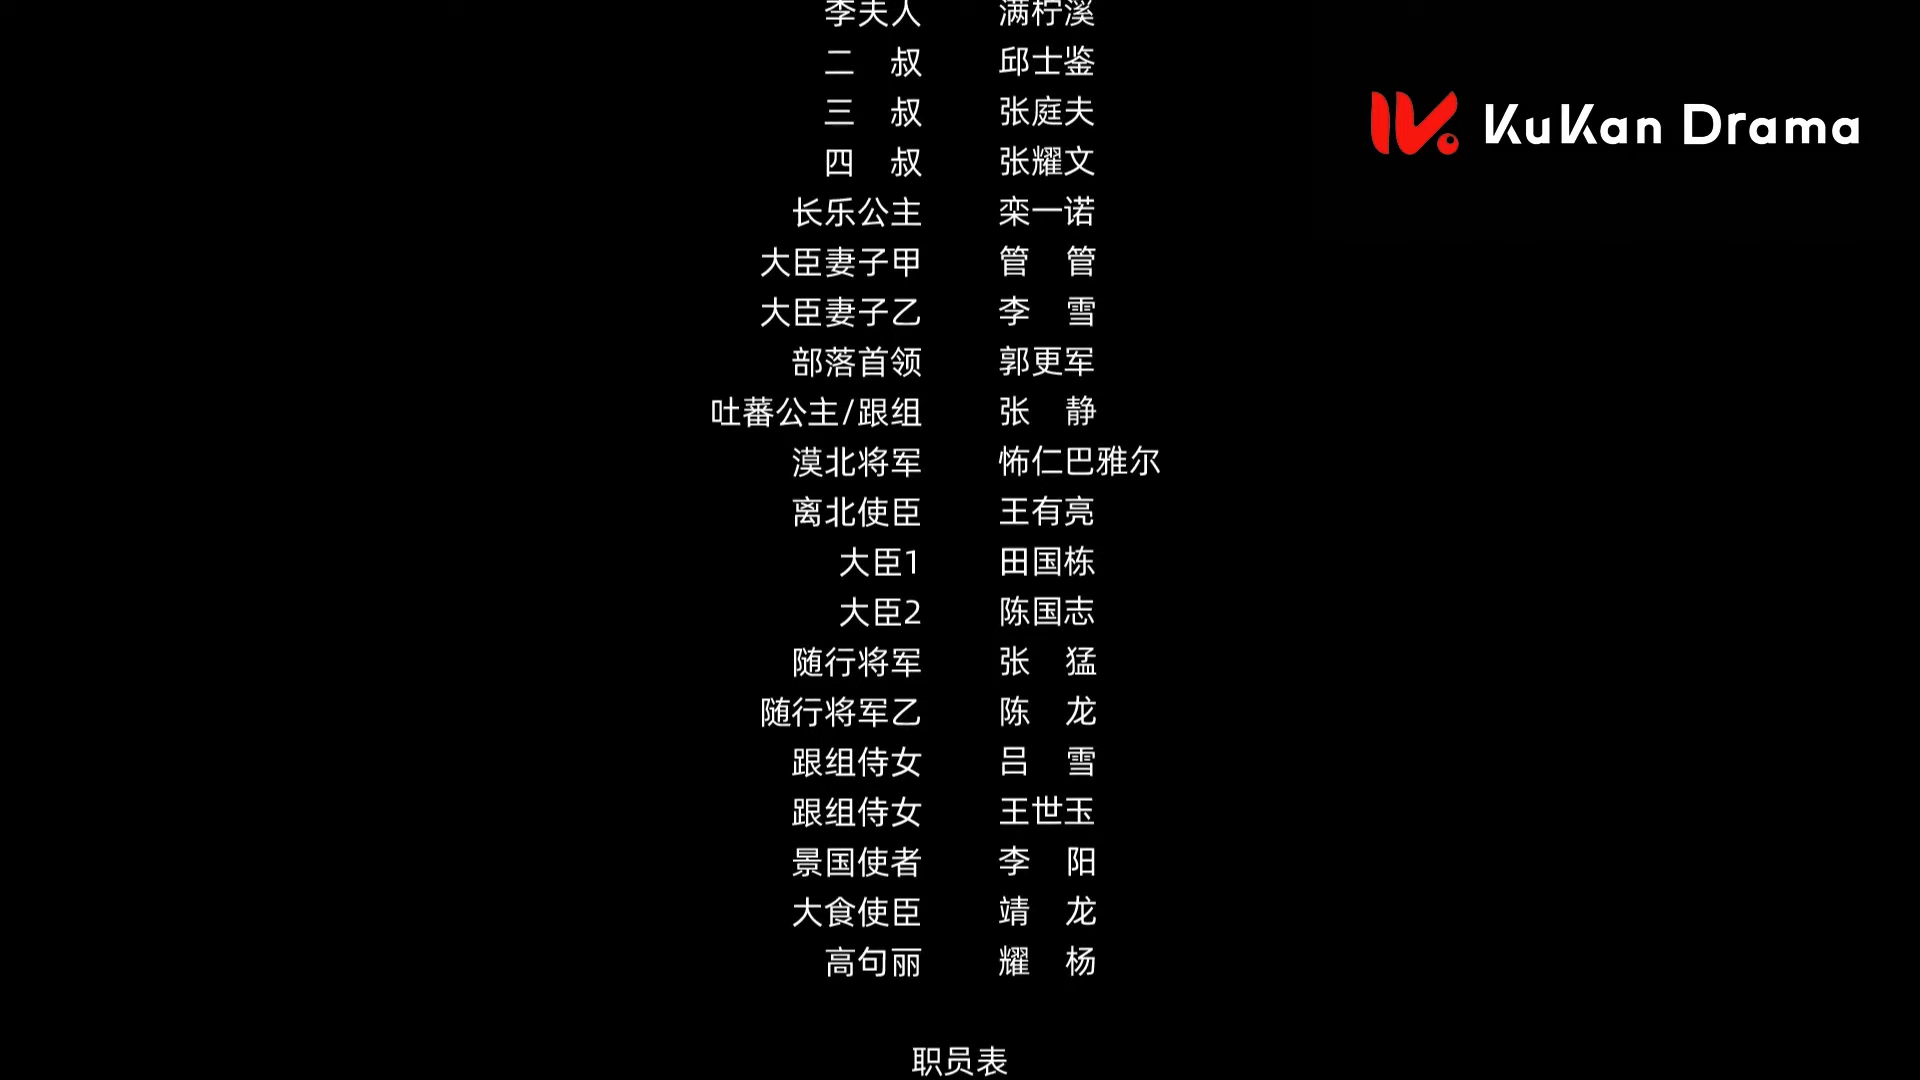 李夫人 满柠溪
二 叔 邱士鉴
三 叔 张庭夫
四 叔 张耀文
KuKan Drama
长乐公主 栾一诺
大臣妻子甲 管 管
大臣妻子乙 李 雪
部落首领 郭更军
吐蕃公主/跟组 张 静
漠北将军 怖仁巴雅尔
离北使臣 王有亮
大臣1 田国栋
大臣2 陈国志
随行将军 张 猛
随行将军乙 陈 龙
跟组侍女 吕 雪
跟组侍女 王世玉
景国使者 李 阳
大食使臣 靖 龙
高句丽 耀 杨
职员表